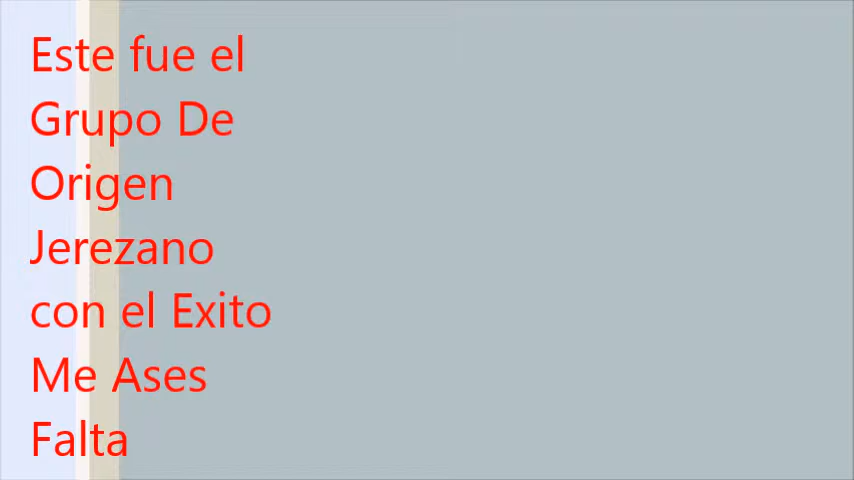 Este fue el
Grupo De
Origen
Jerezano
con el Exito
Me Ases
Falta